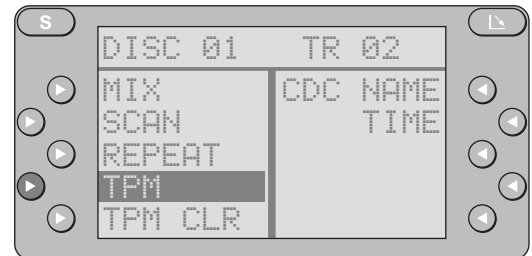 S
DISC 01 TR 02
MIX CDC NAME
SCAN TIME
REPEAT
TPM
TPM CLR